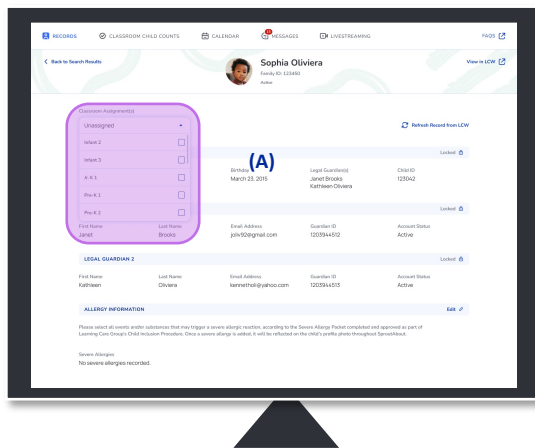 RECORDS CLASSROOM CHILD COUNTS CALENDAR MESSAGES LIVESTREAMING FAQS
Back to Search Results
Sophia Oliviera
View in LCW
Family ID: 123450
Active
Classroom Assignment(s)
Unassigned
Refresh Record from LCW
Infant 2
Locked
Infant 3
(A)
Birthday Legal Guardian(s) Child ID
A-K 1
March 23, 2015 Janet Brooks 123042
Kathleen Oliviera
Pre-K 1
Pre-K 2
Locked
First Name Last Name Email Address Guardian ID Account Status
Janet Brooks joliv92@gmail.com 1203944512 Active
LEGAL GUARDIAN 2 Locked
First Name Last Name Email Address Guardian ID Account Status
Kathleen Oliviera kennetholi@yahoo.com 1203944513 Active
ALLERGY INFORMATION Edit
Please select all events and/or substances that may trigger a severe allergic reaction, according to the Severe Allergy Packet completed and approved as part of
Learning Care Group's Child Inclusion Procedure. Once a severe allergy is added, it will be reflected on the child's profile photo throughout SproutAbout.
Severe Allergies
No severe allergies recorded.